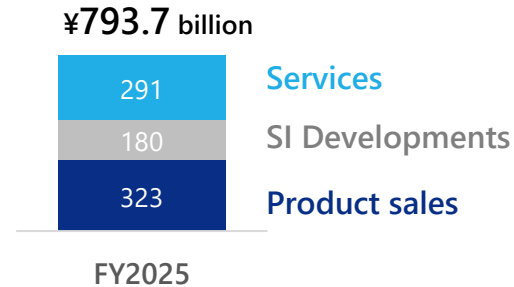 ¥793.7 billion
291 Services
180 SI Developments
323 Product sales
FY2025